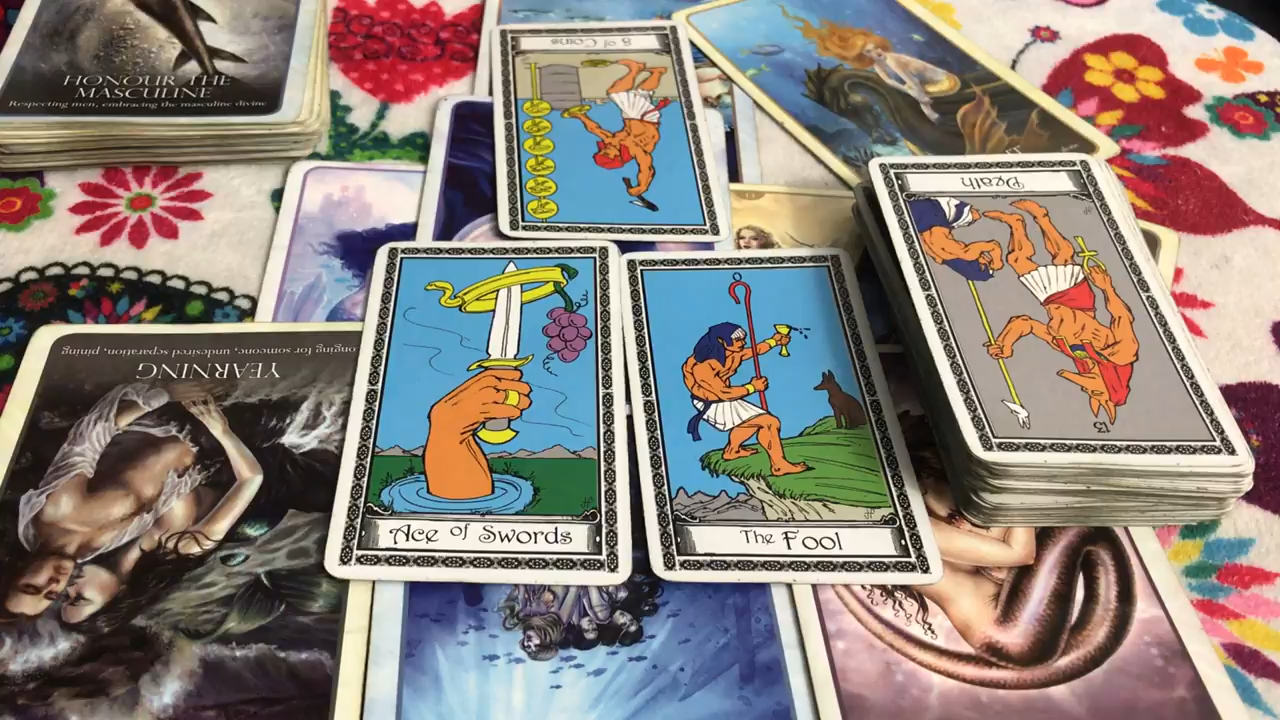 HONOUR THE
MASCULINE
Respecting men, embracing the masculine divine
8 of Coins
Death
13
YEARNING
longing for someone, undesired separation, pining
Ace of Swords
The Fool